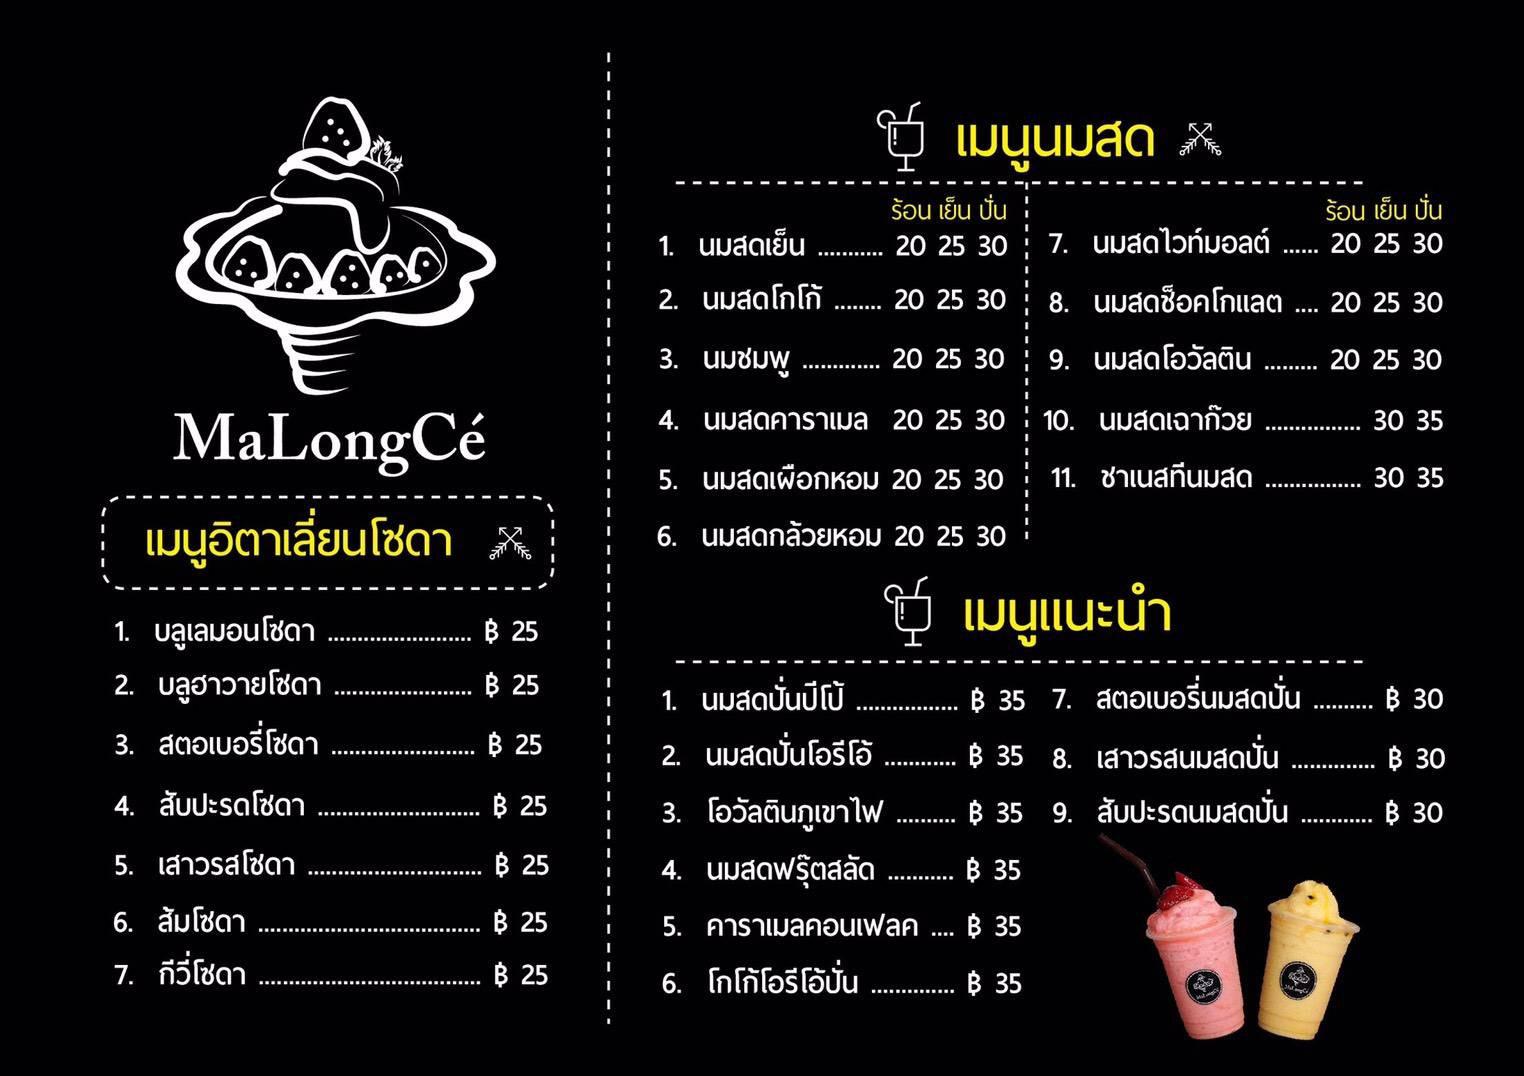 MaLongCé
เมนูอิตาเลี่ยนโซดา
1. บลูเลมอนโซดา ........................ ฿ 25
2. บลูฮาวายโซดา ....................... ฿ 25
3. สตอเบอรี่โซดา ........................ ฿ 25
4. สับปะรดโซดา ........................... ฿ 25
5. เสาวรสโซดา ............................. ฿ 25
6. ส้มโซดา ..................................... ฿ 25
7. กีวี่โซดา ..................................... ฿ 25
เมนูนมสด
ร้อน เย็น ปั่น
1. นมสดเย็น ........... 20 25 30
2. นมสดโกโก้ ........ 20 25 30
3. นมชมพู ............. 20 25 30
4. นมสดคาราเมล 20 25 30
5. นมสดเผือกหอม 20 25 30
6. นมสดกล้วยหอม 20 25 30
ร้อน เย็น ปั่น
7. นมสดไวท์มอลต์ ...... 20 25 30
8. นมสดช็อคโกแลต .... 20 25 30
9. นมสดโอวัลติน ......... 20 25 30
10. นมสดเฉาก๊วย ................ 30 35
11. ชาเนสทีนมสด ................ 30 35
เมนูแนะนำ
1. นมสดปั่นปีโป้ ................. ฿ 35
2. นมสดปั่นโอรีโอ้ ............ ฿ 35
3. โอวัลตินภูเขาไฟ .......... ฿ 35
4. นมสดฟรุ๊ตสลัด ........... ฿ 35
5. คาราเมลคอนเฟลค .... ฿ 35
6. โกโก้โอรีโอ้ปั่น .............. ฿ 35
7. สตอเบอรี่นมสดปั่น .......... ฿ 30
8. เสาวรสนมสดปั่น .............. ฿ 30
9. สับปะรดนมสดปั่น ............ ฿ 30
MaLongCé
MaLongCé